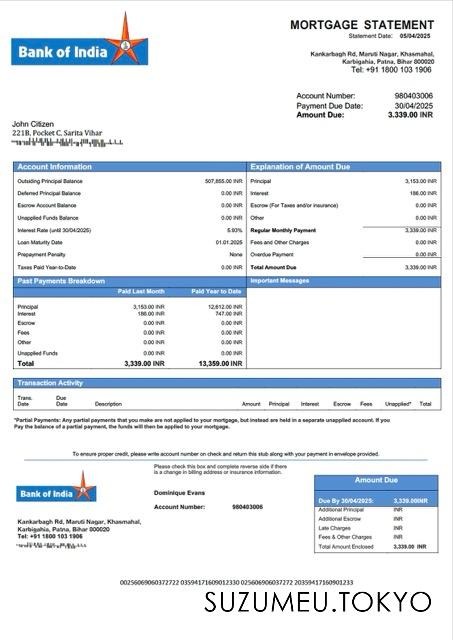 Bank of India
MORTGAGE STATEMENT
Statement Date: 05/04/2025
Kankarbagh Rd, Maruti Nagar, Khasmahal,
Karbigahia, Patna, Bihar 800020
Tel: +91 1800 103 1906
Account Number: 980403006
Payment Due Date: 30/04/2025
Amount Due: 3.339.00 INR
John Citizen
221B, Pocket C, Sarita Vihar
Account Information
Outsiding Principal Balance 507,855.00 INR
Deferred Principal Balance 0.00 INR
Escrow Account Balance 0.00 INR
Unapplied Funds Balance 0.00 INR
Interest Rate (until 30/04/2025) 5.93%
Loan Maturity Date 01.01.2025
Prepayment Penalty None
Taxes Paid Year-to-Date 0.00 INR
Explanation of Amount Due
Principal 3,153.00 INR
Interest 186.00 INR
Escrow (For Taxes and/or insurance) 0.00 INR
Other 0.00 INR
Regular Monthly Payment 3,339.00 INR
Fees and Other Charges 0.00 INR
Overdue Payment 0.00 INR
Total Amount Due 3,339.00 INR
Past Payments Breakdown
Paid Last Month Paid Year to Date
Principal 3,153.00 INR 12,612.00 INR
Interest 186.00 INR 747.00 INR
Escrow 0.00 INR 0.00 INR
Fees 0.00 INR 0.00 INR
Other 0.00 INR 0.00 INR
Unapplied Funds 0.00 INR 0.00 INR
Total 3,339.00 INR 13,359.00 INR
Important Messages
Transaction Activity
Trans. Date Due Date Description Amount Principal Interest Escrow Fees Unapplied* Total
*Partial Payments: Any partial payments that you make are not applied to your mortgage, but instead are held in a separate unapplied account. If you
Pay the balance of a partial payment, the funds will then be applied to your mortgage.
To ensure proper credit, please write account number on check and return this stub along with your payment in envelope provided.
Bank of India
Kankarbagh Rd, Maruti Nagar, Khasmahal,
Karbigahia, Patna, Bihar 800020
Tel: +91 1800 103 1906
Please check this box and complete reverse side if there
is a change in billing address or insurance information.
Dominique Evans
Account Number: 980403006
Amount Due
Due By 30/04/2025: 3,339.00INR
Additional Principal INR
Additional Escrow INR
Late Charges INR
Fees & Other Charges INR
Total Amount Enclosed 3,339.00 INR
00256069060372722 03594171609012330 0256069060372722 20359417160901233
SUZUMEU.TOKYO